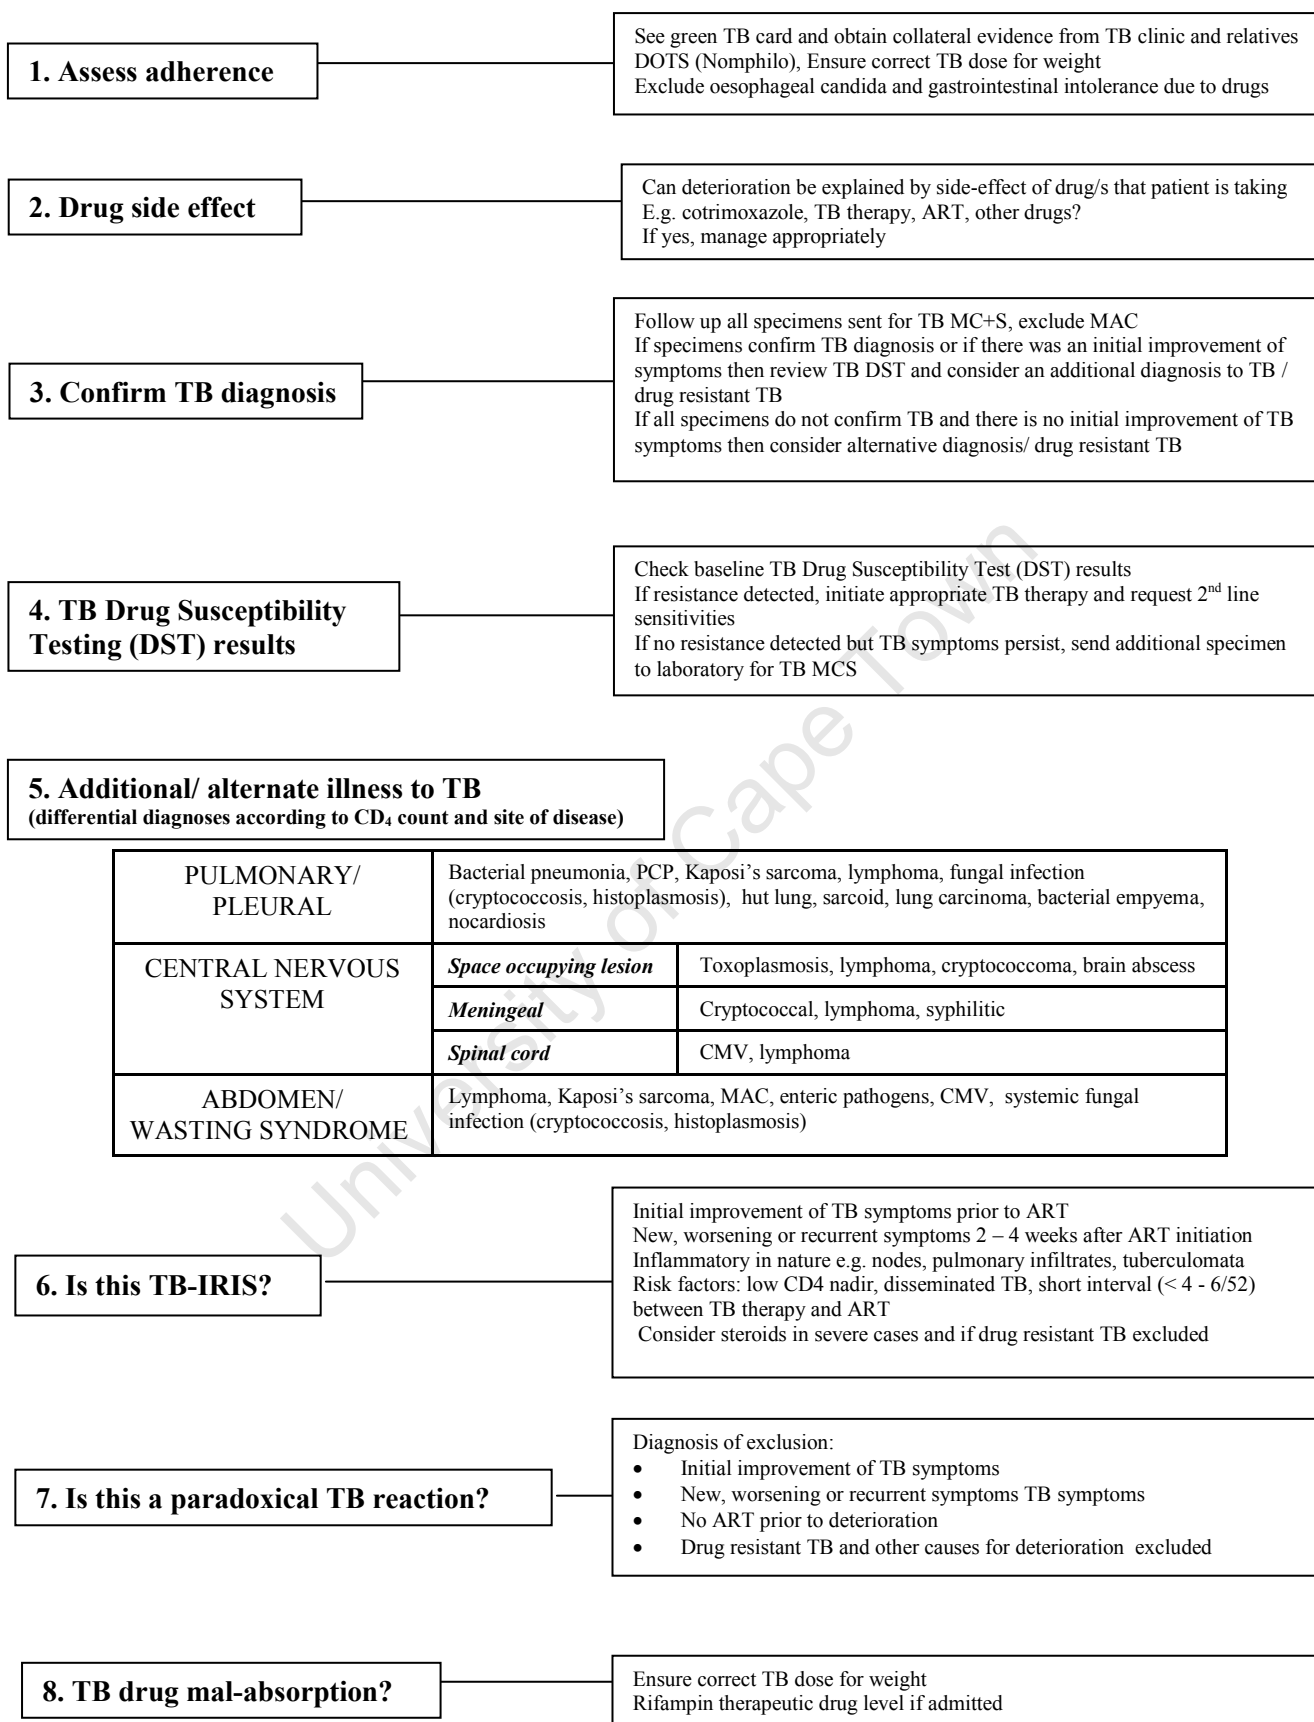 1. Assess adherence
See green TB card and obtain collateral evidence from TB clinic and relatives
DOTS (Nomphilo), Ensure correct TB dose for weight
Exclude oesophageal candida and gastrointestinal intolerance due to drugs
2. Drug side effect
Can deterioration be explained by side-effect of drug/s that patient is taking
E.g. cotrimoxazole, TB therapy, ART, other drugs?
If yes, manage appropriately
3. Confirm TB diagnosis
Follow up all specimens sent for TB MC+S, exclude MAC
If specimens confirm TB diagnosis or if there was an initial improvement of
symptoms then review TB DST and consider an additional diagnosis to TB /
drug resistant TB
If all specimens do not confirm TB and there is no initial improvement of TB
symptoms then consider alternative diagnosis/ drug resistant TB
4. TB Drug Susceptibility
Testing (DST) results
Check baseline TB Drug Susceptibility Test (DST) results
If resistance detected, initiate appropriate TB therapy and request 2nd line
sensitivities
If no resistance detected but TB symptoms persist, send additional specimen
to laboratory for TB MCS
5. Additional/ alternate illness to TB
(differential diagnoses according to CD4 count and site of disease)
PULMONARY/
PLEURAL
Bacterial pneumonia, PCP, Kaposi's sarcoma, lymphoma, fungal infection
(cryptococcosis, histoplasmosis), hut lung, sarcoid, lung carcinoma, bacterial empyema,
nocardiosis
CENTRAL NERVOUS
SYSTEM
Space occupying lesion
Toxoplasmosis, lymphoma, cryptococcoma, brain abscess
Meningeal
Cryptococcal, lymphoma, syphilitic
Spinal cord
CMV, lymphoma
ABDOMEN/
WASTING SYNDROME
Lymphoma, Kaposi's sarcoma, MAC, enteric pathogens, CMV, systemic fungal
infection (cryptococcosis, histoplasmosis)
6. Is this TB-IRIS?
Initial improvement of TB symptoms prior to ART
New, worsening or recurrent symptoms 2 – 4 weeks after ART initiation
Inflammatory in nature e.g. nodes, pulmonary infiltrates, tuberculomata
Risk factors: low CD4 nadir, disseminated TB, short interval (< 4 - 6/52)
between TB therapy and ART
Consider steroids in severe cases and if drug resistant TB excluded
7. Is this a paradoxical TB reaction?
Diagnosis of exclusion:
• Initial improvement of TB symptoms
• New, worsening or recurrent symptoms TB symptoms
• No ART prior to deterioration
• Drug resistant TB and other causes for deterioration excluded
8. TB drug mal-absorption?
Ensure correct TB dose for weight
Rifampin therapeutic drug level if admitted
University of Cape Town